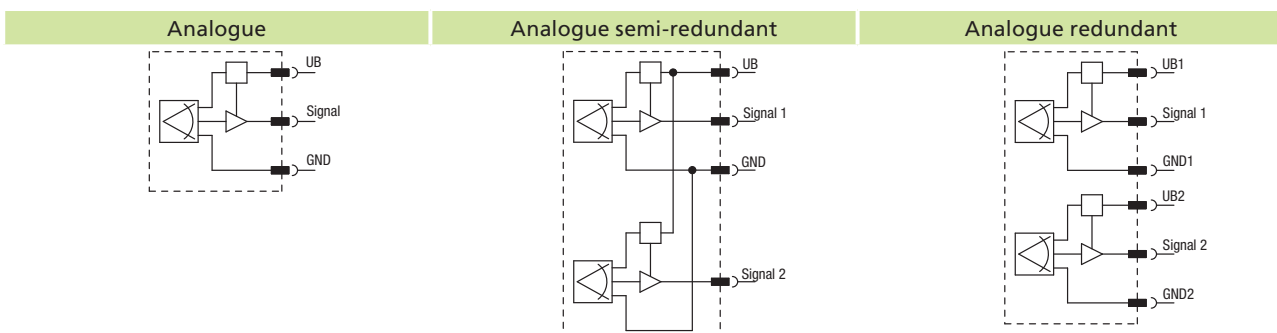 Analogue
Analogue semi-redundant
Analogue redundant
UB
Signal
GND
UB
Signal 1
GND
Signal 2
UB1
Signal 1
GND1
UB2
Signal 2
GND2